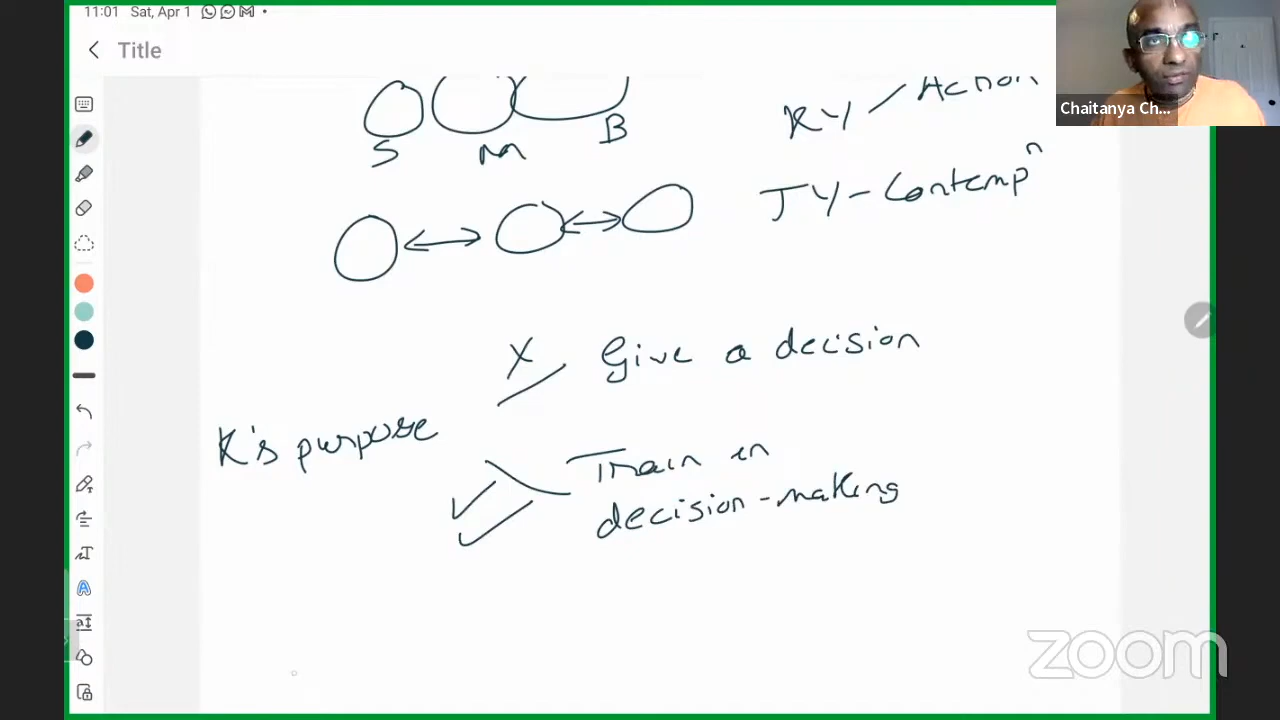 11:01 Sat, Apr 1
Title
Chaitanya Ch...
KY / Action
S M B
JY - Contempⁿ
X Give a decision
K's purpose
Train in
decision-making
zoom